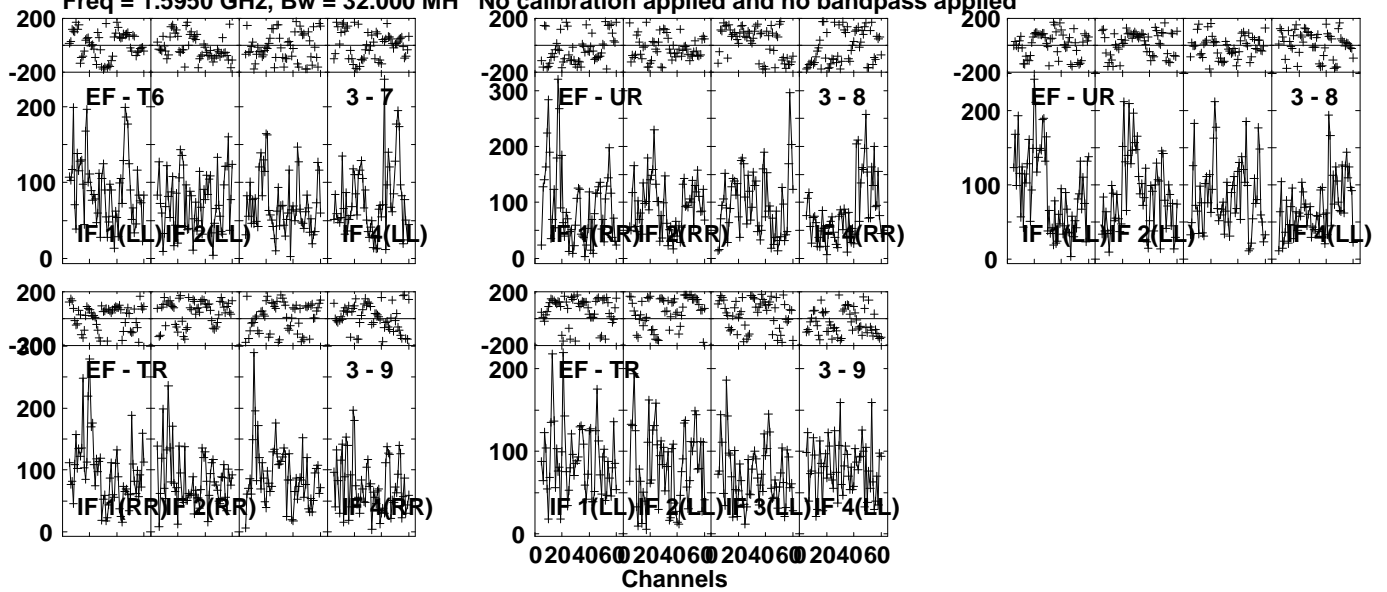 Freq = 1.5950 GHz, Bw = 32.000 MH No calibration applied and no bandpass applied
200
-200
EF - T6 3 - 7
200
100
0
IF 1(LL) IF 2(LL) IF 4(LL)
200
-200
EF - UR 3 - 8
300
200
100
0
IF 1(RR) IF 2(RR) IF 4(RR)
200
-200
EF - UR 3 - 8
200
100
0
IF 1(LL) IF 2(LL) IF 4(LL)
200
-200
300
EF - TR 3 - 9
200
100
0
IF 1(RR) IF 2(RR) IF 4(RR)
200
-200
EF - TR 3 - 9
200
100
0
IF 1(LL) IF 2(LL) IF 3(LL) IF 4(LL)
0 20 40 60 0 20 40 60 0 20 40 60 0 20 40 60
Channels